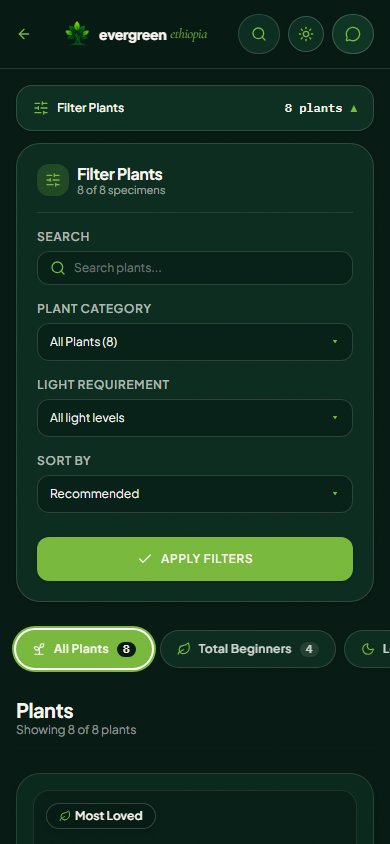 evergreen ethiopia
Filter Plants
8 plants ▲
Filter Plants
8 of 8 specimens
SEARCH
Search plants...
PLANT CATEGORY
All Plants (8)
LIGHT REQUIREMENT
All light levels
SORT BY
Recommended
APPLY FILTERS
All Plants 8
Total Beginners 4
Plants
Showing 8 of 8 plants
Most Loved